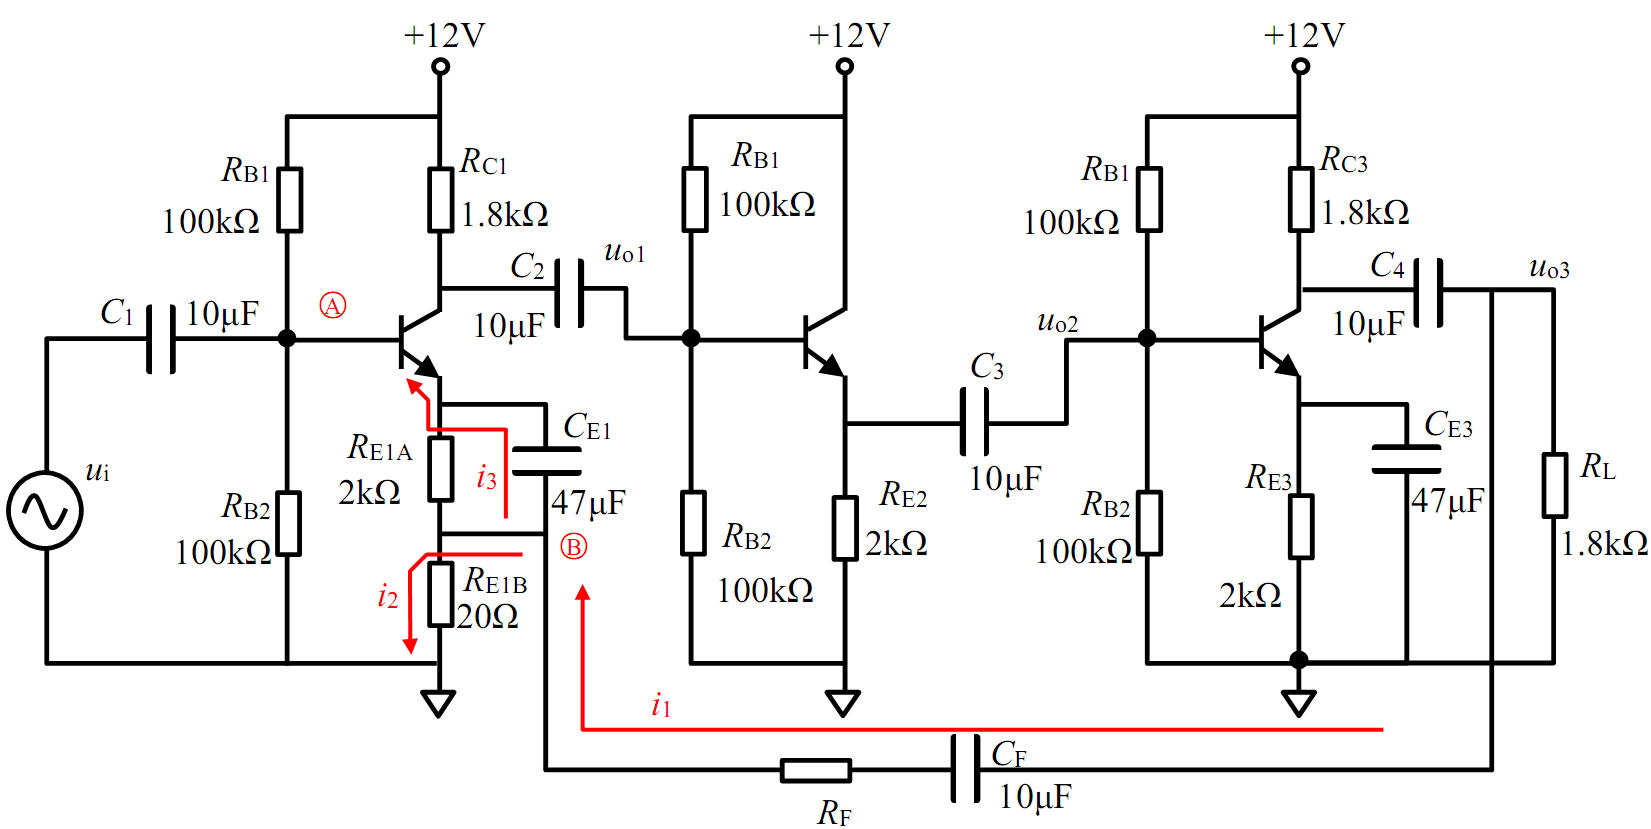 +12V
+12V
+12V
RB1
100kΩ
RC1
1.8kΩ
RB1
100kΩ
RB1
100kΩ
RC3
1.8kΩ
C1
10μF
Ⓐ
C2
10μF
uo1
uo2
C4
10μF
uo3
C3
10μF
ui
RE1A
2kΩ
i3
CE1
47μF
RB2
100kΩ
Ⓑ
i2
RE1B
20Ω
RB2
100kΩ
RE2
2kΩ
RB2
100kΩ
RE3
2kΩ
CE3
47μF
RL
1.8kΩ
i1
CF
10μF
RF